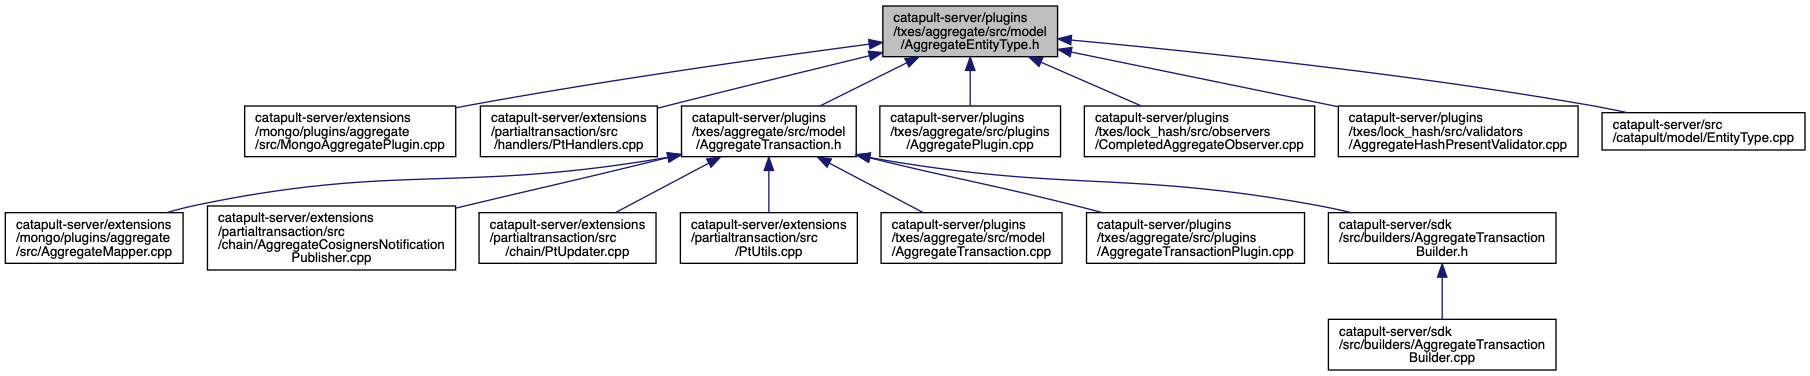 catapult-server/plugins
/txes/aggregate/src/model
/AggregateEntityType.h
catapult-server/extensions
/mongo/plugins/aggregate
/src/MongoAggregatePlugin.cpp
catapult-server/extensions
/partialtransaction/src
/handlers/PtHandlers.cpp
catapult-server/plugins
/txes/aggregate/src/model
/AggregateTransaction.h
catapult-server/plugins
/txes/aggregate/src/plugins
/AggregatePlugin.cpp
catapult-server/plugins
/txes/lock_hash/src/observers
/CompletedAggregateObserver.cpp
catapult-server/plugins
/txes/lock_hash/src/validators
/AggregateHashPresentValidator.cpp
catapult-server/src
/catapult/model/EntityType.cpp
catapult-server/extensions
/mongo/plugins/aggregate
/src/AggregateMapper.cpp
catapult-server/extensions
/partialtransaction/src
/chain/AggregateCosignersNotification
Publisher.cpp
catapult-server/extensions
/partialtransaction/src
/chain/PtUpdater.cpp
catapult-server/extensions
/partialtransaction/src
/PtUtils.cpp
catapult-server/plugins
/txes/aggregate/src/model
/AggregateTransaction.cpp
catapult-server/plugins
/txes/aggregate/src/plugins
/AggregateTransactionPlugin.cpp
catapult-server/sdk
/src/builders/AggregateTransaction
Builder.h
catapult-server/sdk
/src/builders/AggregateTransaction
Builder.cpp